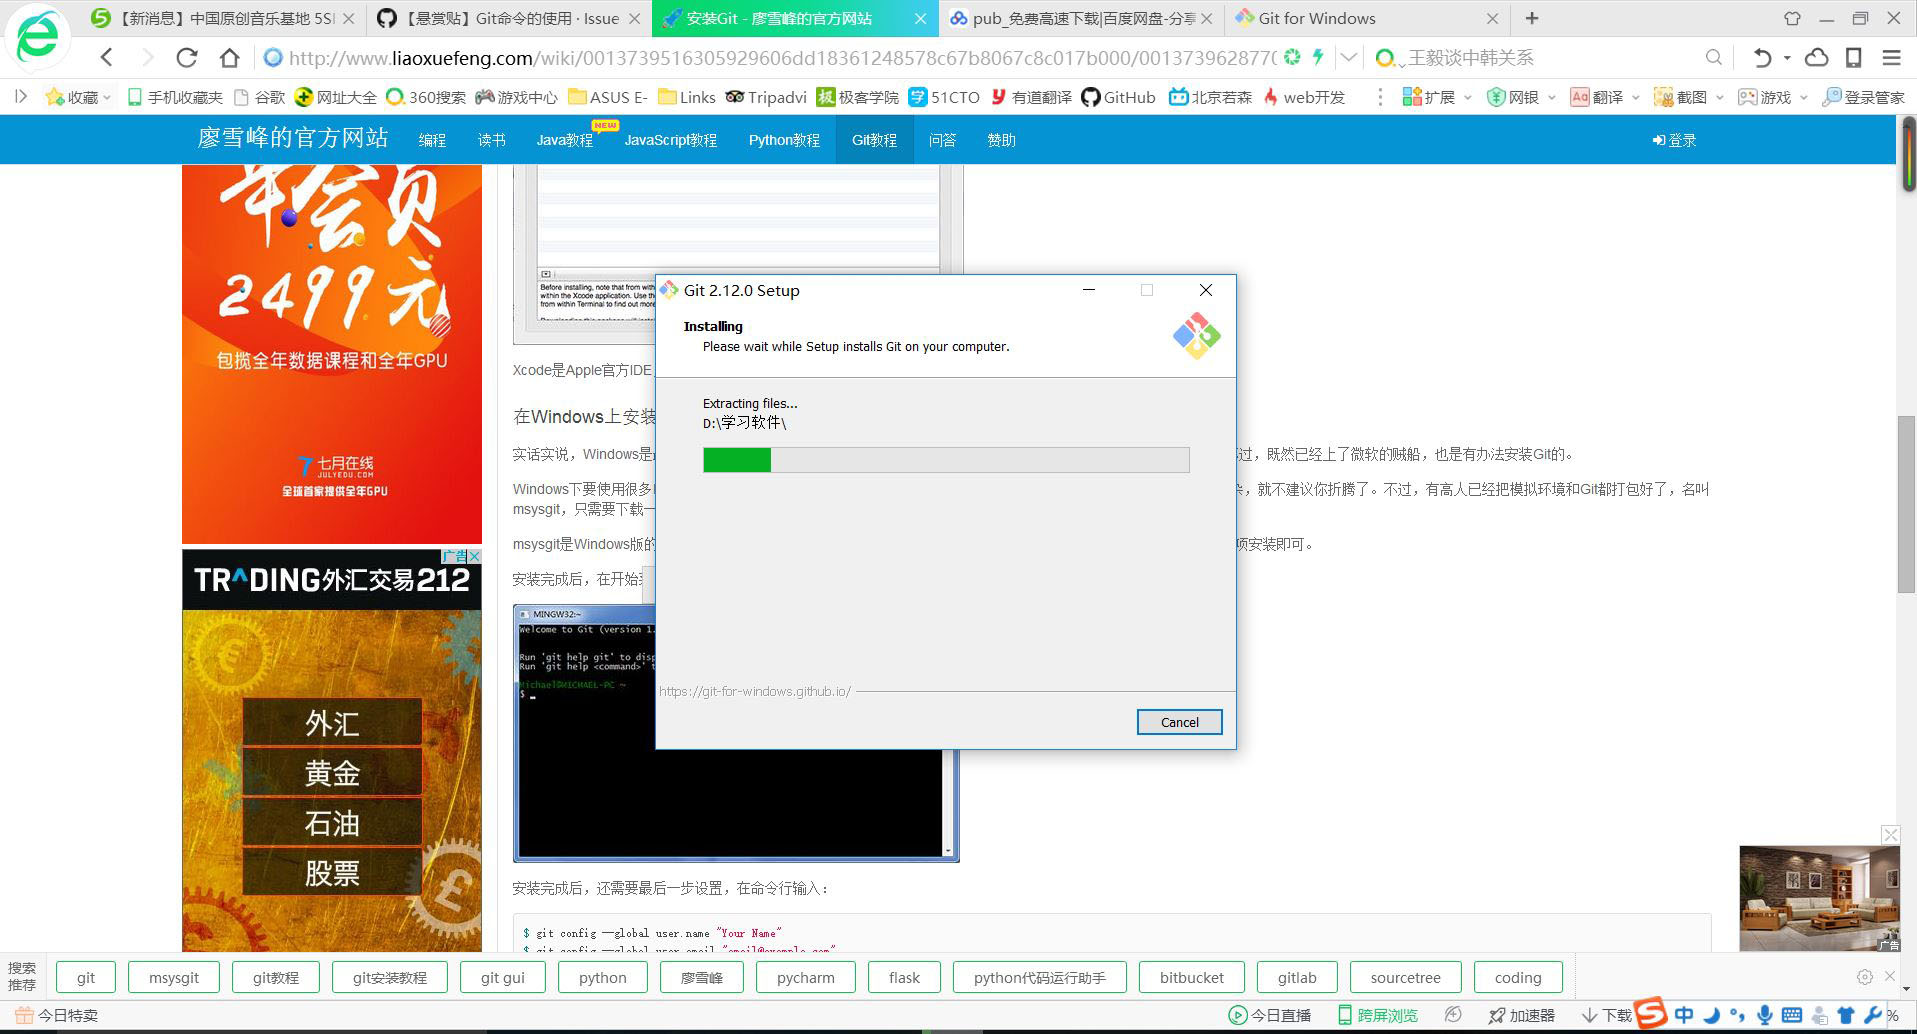 【新消息】中国原创音乐基地 5S
【悬赏贴】Git命令的使用 · Issue
安装Git - 廖雪峰的官方网站
pub_免费高速下载|百度网盘-分享
Git for Windows
http://www.liaoxuefeng.com/wiki/0013739516305929606dd18361248578c67b8067c8c017b000/001373962877
王毅谈中韩关系
收藏 手机收藏夹 谷歌 网址大全 360搜索 游戏中心 ASUS E- Links Tripadvi 极客学院 51CTO 有道翻译 GitHub 北京若森 web开发 扩展 网银 翻译 截图 游戏 登录管家
廖雪峰的官方网站 编程 读书 Java教程 NEW JavaScript教程 Python教程 Git教程 问答 赞助 登录
年会员
2499元
包揽全年数据课程和全年GPU
七月在线
JULYEDU.COM
全球首家提供全年GPU
广告
TRADING外汇交易212
外汇
黄金
石油
股票
Before installing, note that from with
within the Xcode application. Use the
from within Terminal to find out more
Xcode是Apple官方IDE
在Windows上安装
实话实说，Windows是
过，既然已经上了微软的贼船，也是有办法安装Git的。
Windows下要使用很多
，就不建议你折腾了。不过，有高人已经把模拟环境和Git都打包好了，名叫
msysgit，只需要下载一
msysgit是Windows版的
项安装即可。
安装完成后，在开始
MINGW32:~
Welcome to Git (version 1.
Run 'git help git' to disp
Run 'git help <command>' t
Michael@MICHAEL-PC ~
$
Git 2.12.0 Setup
Installing
Please wait while Setup installs Git on your computer.
Extracting files...
D:\学习软件\
https://git-for-windows.github.io/
Cancel
安装完成后，还需要最后一步设置，在命令行输入：
$ git config --global user.name "Your Name"
$ git config --global user.email "email@example.com"
广告
搜索
推荐
git msysgit git教程 git安装教程 git gui python 廖雪峰 pycharm flask python代码运行助手 bitbucket gitlab sourcetree coding
今日特卖 今日直播 跨屏浏览 加速器 下载 中 %